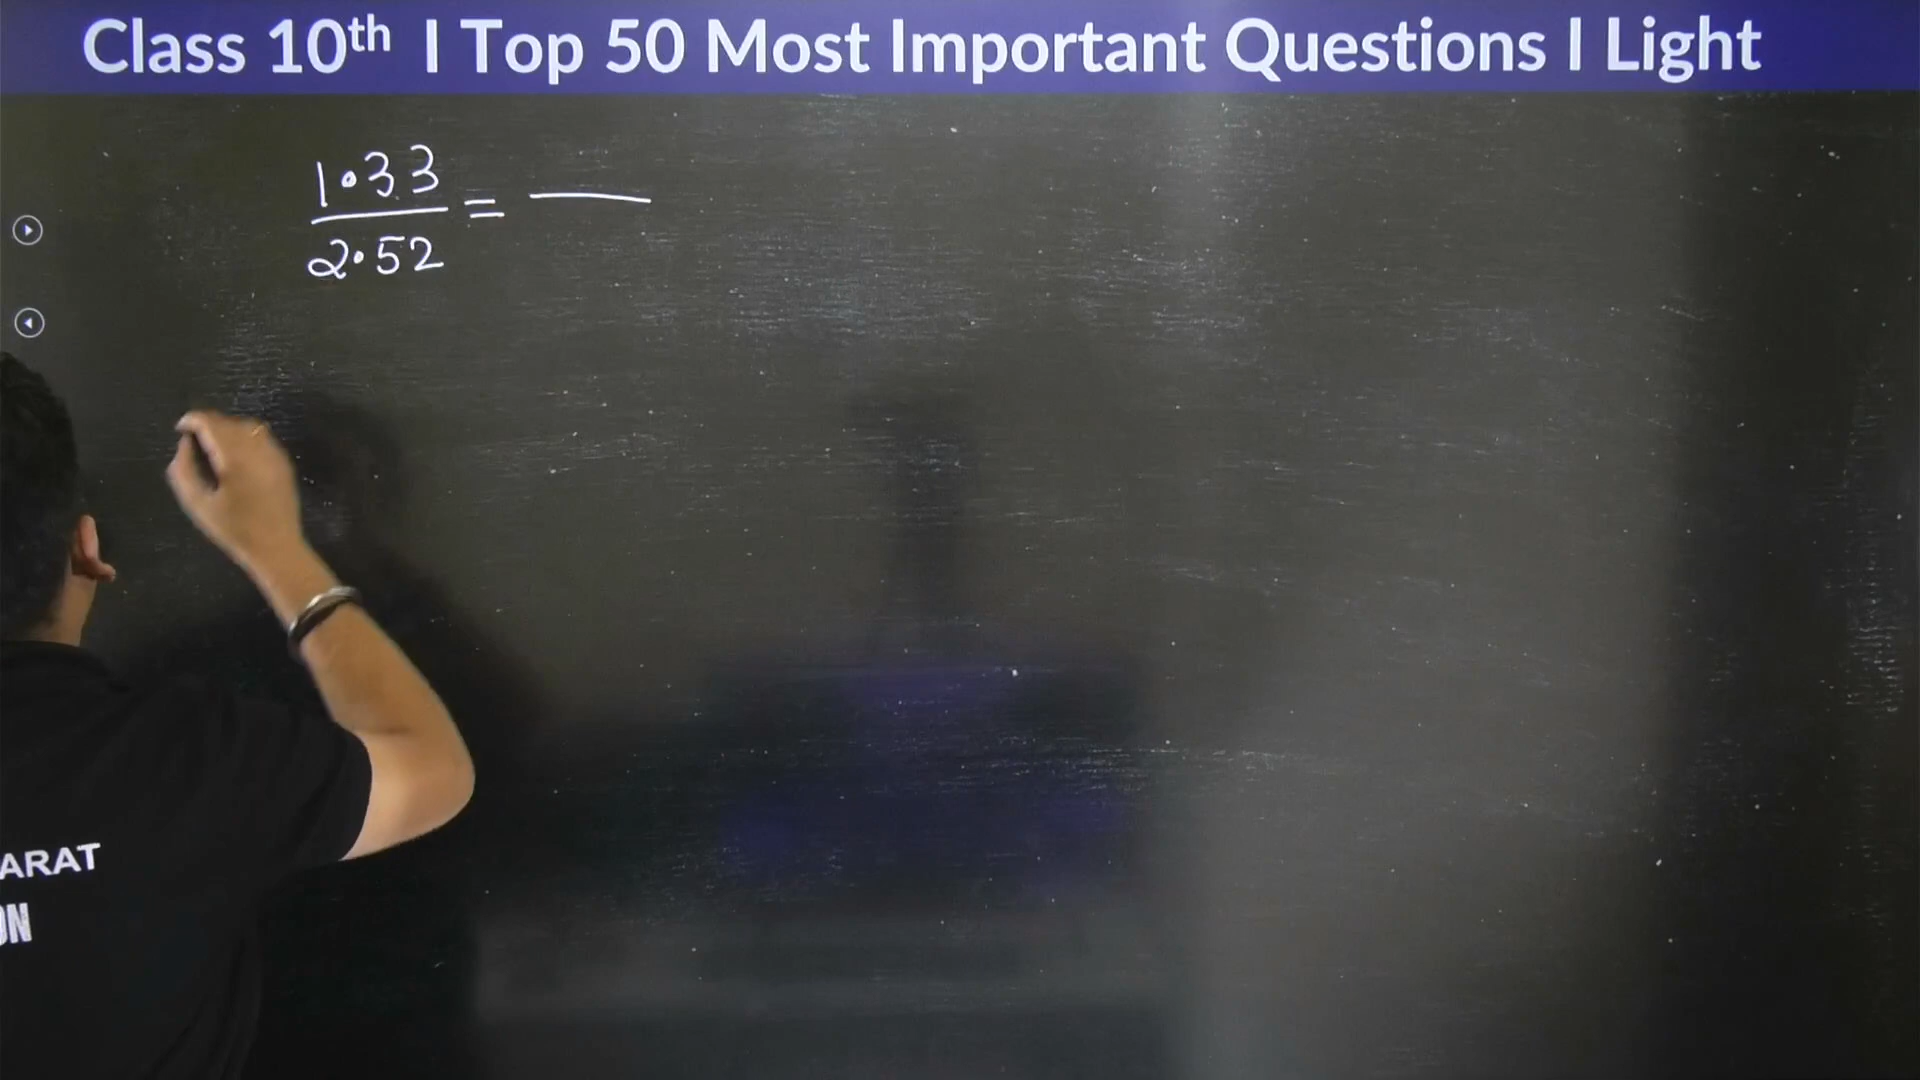 Class 10th I Top 50 Most Important Questions I Light
1.33
2.52
=
ARAT
ON